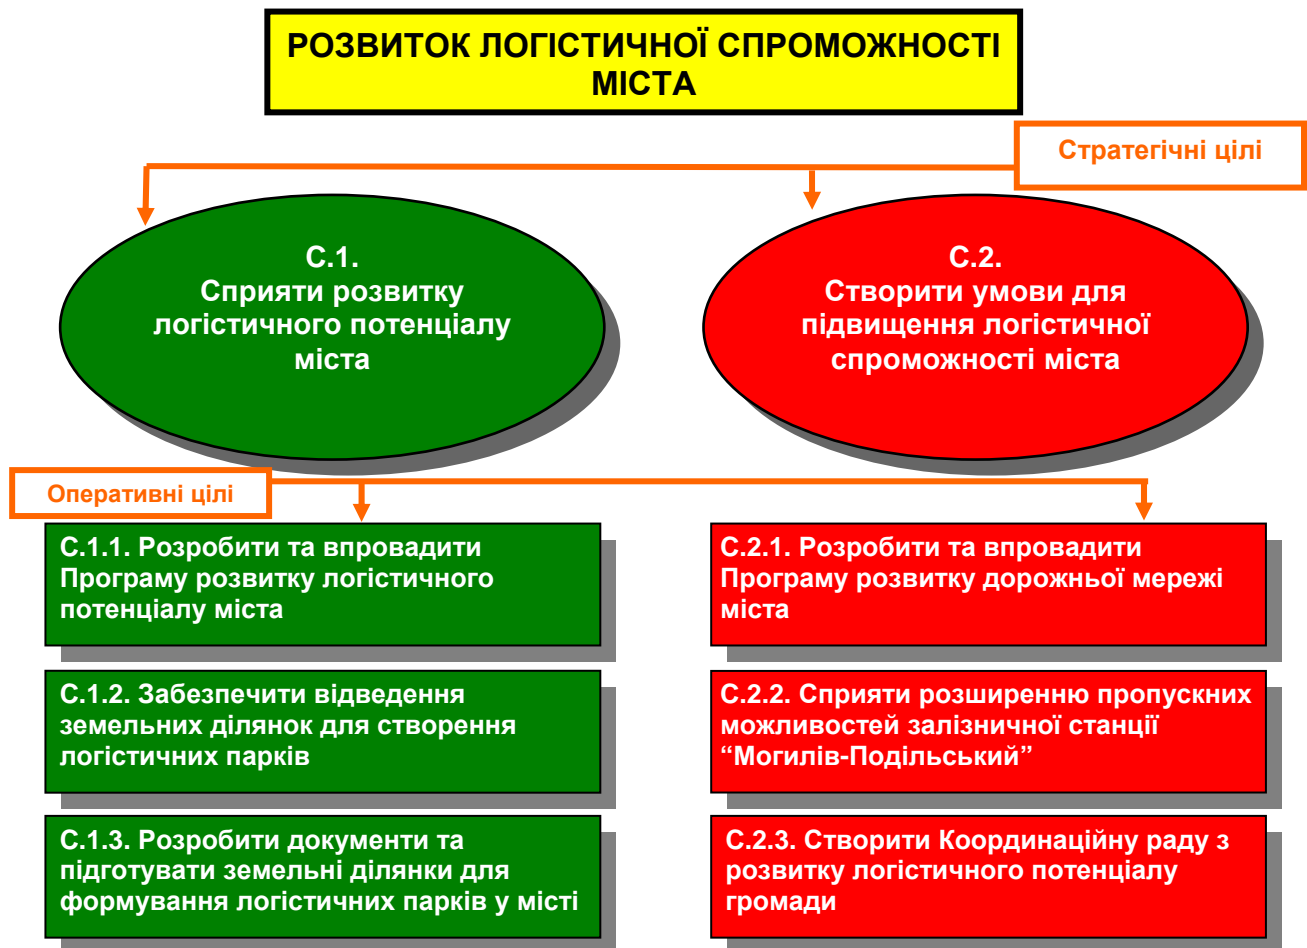 РОЗВИТОК ЛОГІСТИЧНОЇ СПРОМОЖНОСТІ
МІСТА
Стратегічні цілі
С.1.
Сприяти розвитку
логістичного потенціалу
міста
С.2.
Створити умови для
підвищення логістичної
спроможності міста
Оперативні цілі
С.1.1. Розробити та впровадити
Програму розвитку логістичного
потенціалу міста
С.2.1. Розробити та впровадити
Програму розвитку дорожньої мережі
міста
С.1.2. Забезпечити відведення
земельних ділянок для створення
логістичних парків
С.2.2. Сприяти розширенню пропускних
можливостей залізничної станції
“Могилів-Подільський”
С.1.3. Розробити документи та
підготувати земельні ділянки для
формування логістичних парків у місті
С.2.3. Створити Координаційну раду з
розвитку логістичного потенціалу
громади